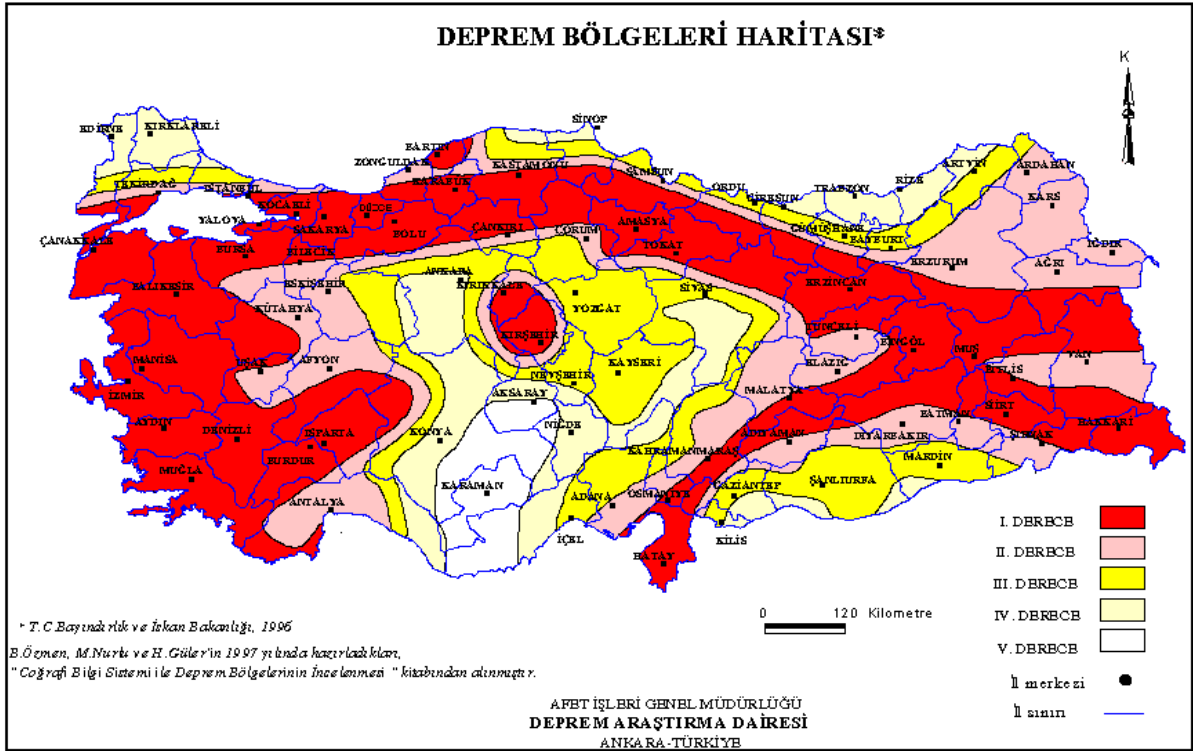 DEPREM BÖLGELERİ HARİTASI*
K
SİNOP
EDİRNE
KIRKLARELİ
BARTIN
ZONGULDAK
KASTAMONU
ARTVİN
ARDAHAN
TEKİRDAĞ
İSTANBUL
KARABÜK
SAMSUN
ORDU
GİRESUN
TRABZON
RİZE
KARS
KOCAELİ
DÜZCE
YALOVA
SAKARYA
BOLU
ÇANKIRI
ÇORUM
AMASYA
TOKAT
GÜMÜŞHANE
BAYBURT
ÇANAKKALE
BURSA
BİLECİK
ERZURUM
IĞDIR
AĞRI
ANKARA
KIRIKKALE
BALIKESİR
ESKİŞEHİR
YOZGAT
SİVAS
ERZİNCAN
KÜTAHYA
KIRŞEHİR
TUNCELİ
BİNGÖL
MUŞ
VAN
MANİSA
UŞAK
AFYON
NEVŞEHİR
KAYSERİ
ELAZIĞ
BİTLİS
İZMİR
AKSARAY
MALATYA
SİİRT
AYDIN
DENİZLİ
ISPARTA
KONYA
NİĞDE
ADIYAMAN
DİYARBAKIR
BATMAN
ŞIRNAK
HAKKARİ
BURDUR
KAHRAMANMARAŞ
MUĞLA
KARAMAN
MARDİN
ANTALYA
ADANA
OSMANİYE
GAZİANTEP
ŞANLIURFA
İÇEL
KİLİS
HATAY
I. DERECE
II. DERECE
III. DERECE
IV. DERECE
V. DERECE
İl merkezi
İl sınırı
0 120 Kilometre
* T.C.Bayındırlık ve İskan Bakanlığı, 1996
B.Özmen, M.Nurlu ve H.Güler'in 1997 yılında hazırladıkları,
"Coğrafi Bilgi Sistemi ile Deprem Bölgelerinin İncelenmesi" kitabından alınmıştır.
AFET İŞLERİ GENEL MÜDÜRLÜĞÜ
DEPREM ARAŞTIRMA DAİRESİ
ANKARA-TÜRKİYE